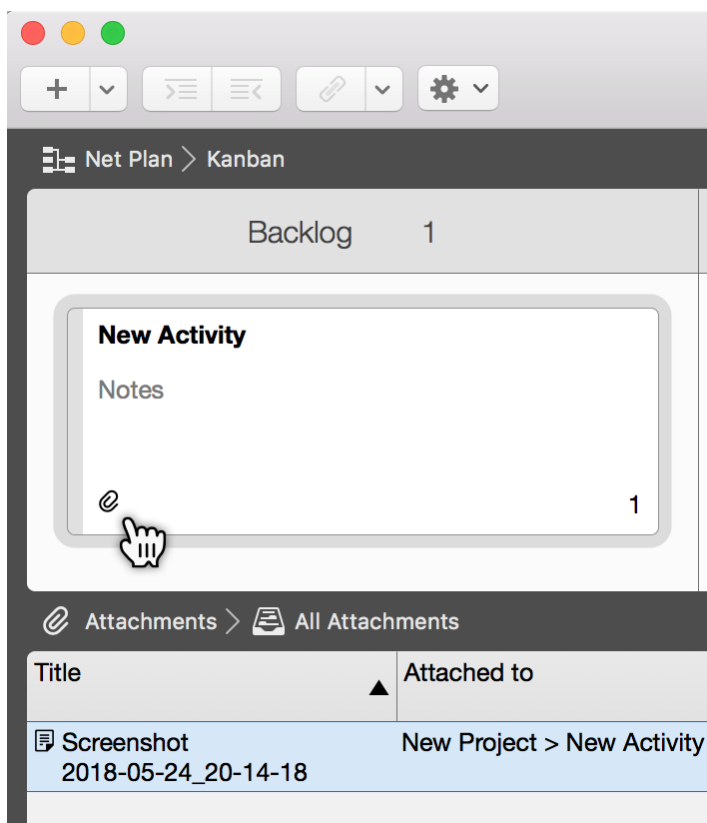 Net Plan > Kanban
Backlog 1
New Activity
Notes
1
Attachments > All Attachments
Title Attached to
Screenshot New Project > New Activity
2018-05-24_20-14-18